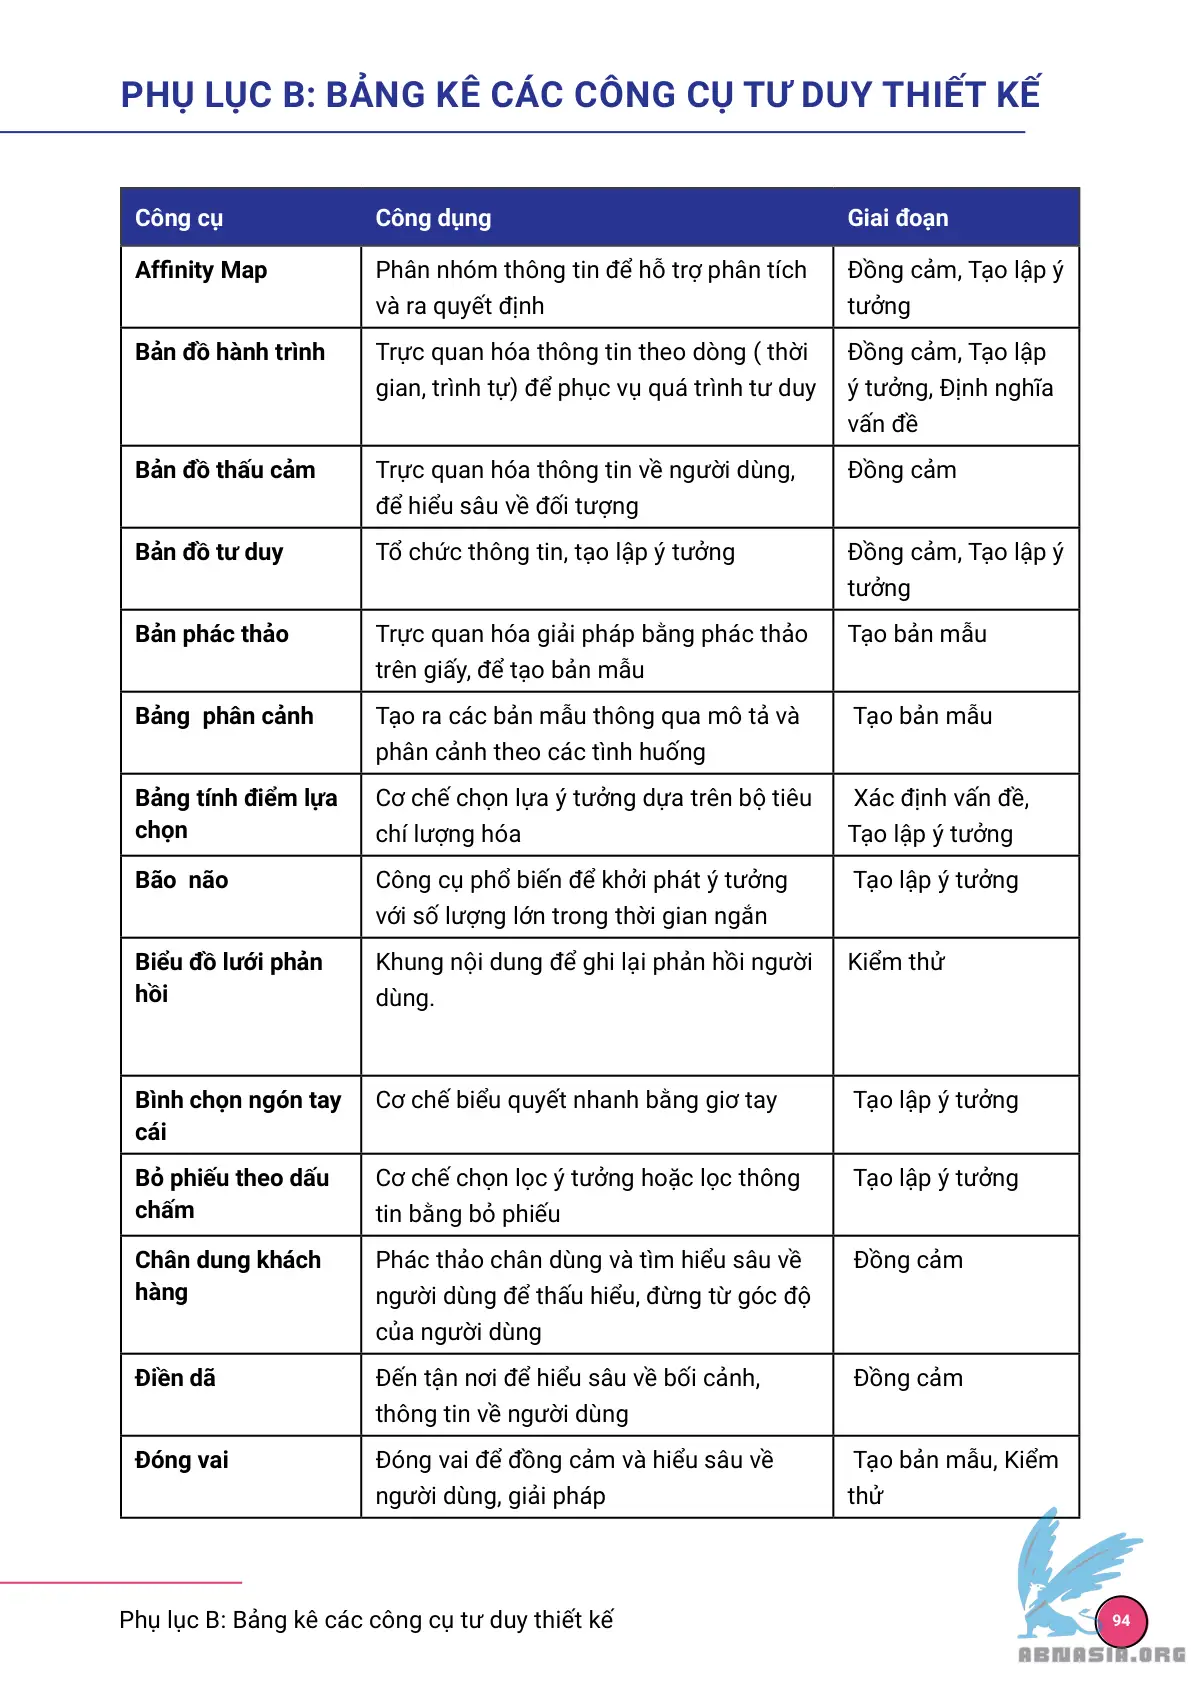 PHỤ LỤC B: BẢNG KÊ CÁC CÔNG CỤ TƯ DUY THIẾT KẾ
Công cụ Công dụng Giai đoạn
Affinity Map Phân nhóm thông tin để hỗ trợ phân tích Đồng cảm, Tạo lập ý
và ra quyết định tưởng
Bản đồ hành trình Trực quan hóa thông tin theo dòng ( thời Đồng cảm, Tạo lập
gian, trình tự) để phục vụ quá trình tư duy ý tưởng, Định nghĩa
vấn đề
Bản đồ thấu cảm Trực quan hóa thông tin về người dùng, Đồng cảm
để hiểu sâu về đối tượng
Bản đồ tư duy Tổ chức thông tin, tạo lập ý tưởng Đồng cảm, Tạo lập ý
tưởng
Bản phác thảo Trực quan hóa giải pháp bằng phác thảo Tạo bản mẫu
trên giấy, để tạo bản mẫu
Bảng phân cảnh Tạo ra các bản mẫu thông qua mô tả và Tạo bản mẫu
phân cảnh theo các tình huống
Bảng tính điểm lựa Cơ chế chọn lựa ý tưởng dựa trên bộ tiêu Xác định vấn đề,
chọn chí lượng hóa Tạo lập ý tưởng
Bão não Công cụ phổ biến để khởi phát ý tưởng Tạo lập ý tưởng
với số lượng lớn trong thời gian ngắn
Biểu đồ lưới phản Khung nội dung để ghi lại phản hồi người Kiểm thử
hồi dùng.
Bình chọn ngón tay Cơ chế biểu quyết nhanh bằng giơ tay Tạo lập ý tưởng
cái
Bỏ phiếu theo dấu Cơ chế chọn lọc ý tưởng hoặc lọc thông Tạo lập ý tưởng
chấm tin bằng bỏ phiếu
Chân dung khách Phác thảo chân dùng và tìm hiểu sâu về Đồng cảm
hàng người dùng để thấu hiểu, đừng từ góc độ
của người dùng
Điền dã Đến tận nơi để hiểu sâu về bối cảnh, Đồng cảm
thông tin về người dùng
Đóng vai Đóng vai để đồng cảm và hiểu sâu về Tạo bản mẫu, Kiểm
người dùng, giải pháp thử
Phụ lục B: Bảng kê các công cụ tư duy thiết kế 94
ABNASIA.ORG